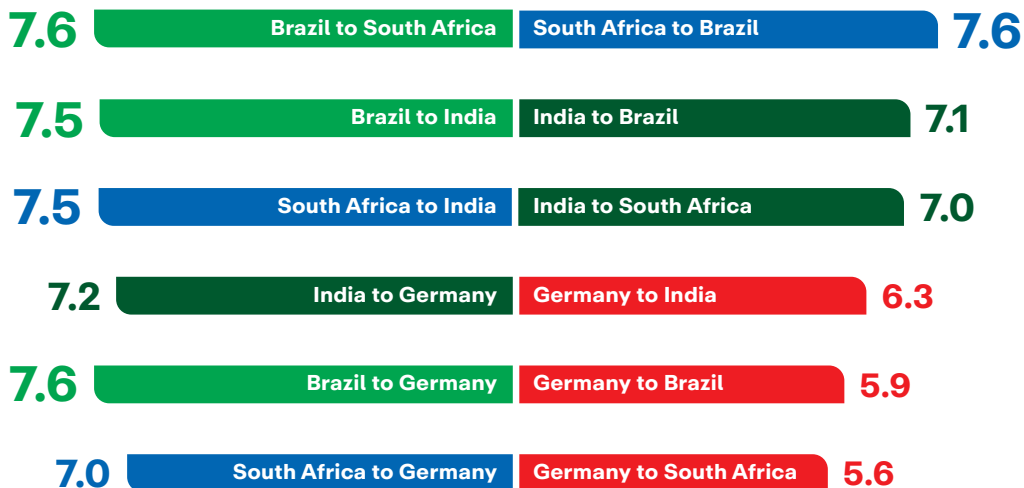 7.6 Brazil to South Africa South Africa to Brazil 7.6
7.5 Brazil to India India to Brazil 7.1
7.5 South Africa to India India to South Africa 7.0
7.2 India to Germany Germany to India 6.3
7.6 Brazil to Germany Germany to Brazil 5.9
7.0 South Africa to Germany Germany to South Africa 5.6